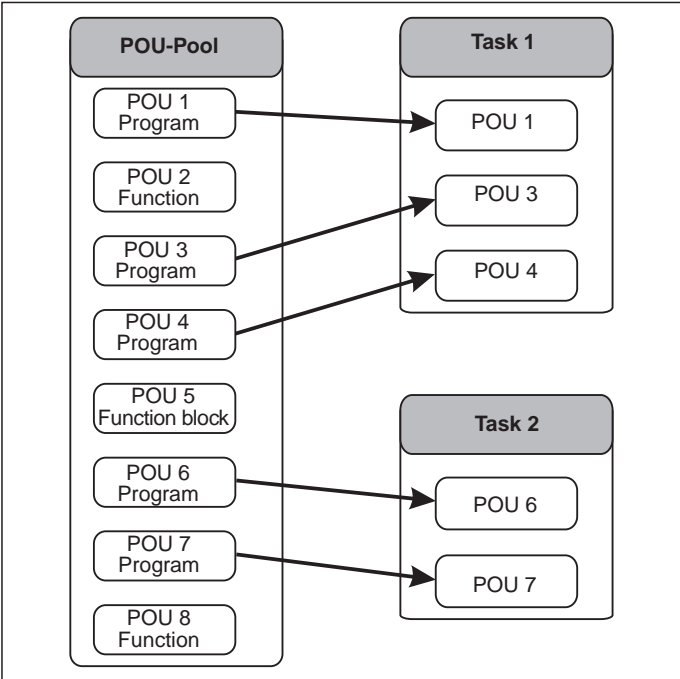 POU-Pool
POU 1
Program
POU 2
Function
POU 3
Program
POU 4
Program
POU 5
Function block
POU 6
Program
POU 7
Program
POU 8
Function
Task 1
POU 1
POU 3
POU 4
Task 2
POU 6
POU 7